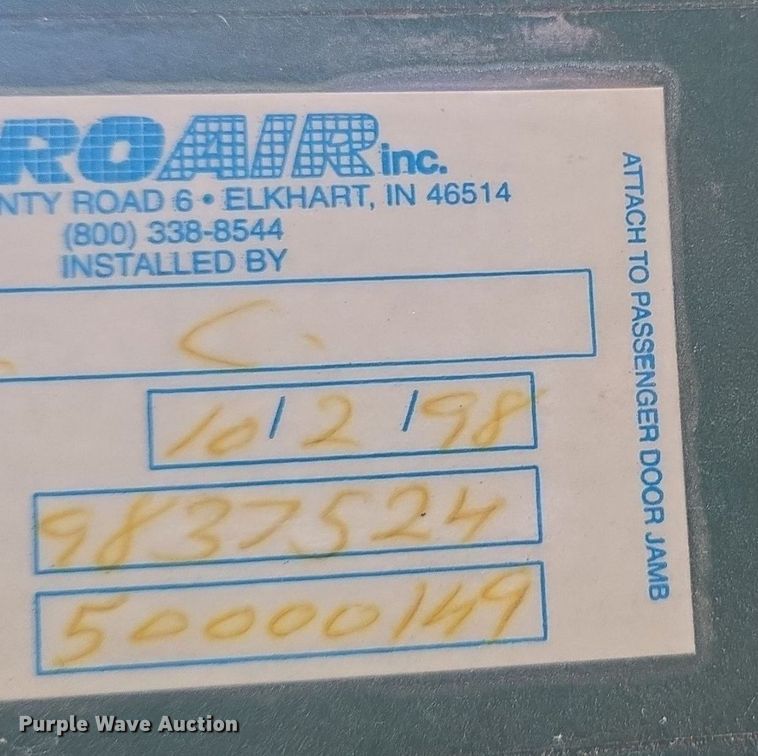 ROAIR inc.
NTY ROAD 6 • ELKHART, IN 46514
(800) 338-8544
INSTALLED BY
. C.
10/2/98
9837524
50000149
ATTACH TO PASSENGER DOOR JAMB
Purple Wave Auction